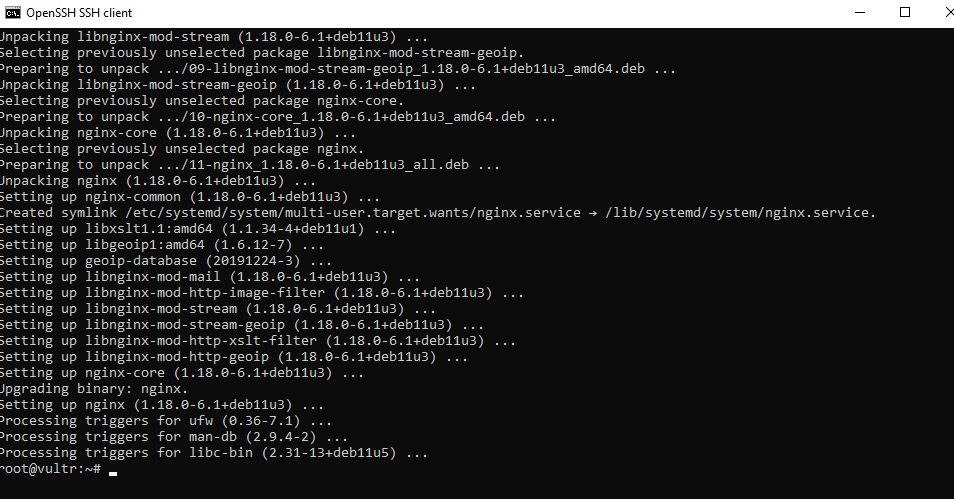 OpenSSH SSH client
Unpacking libnginx-mod-stream (1.18.0-6.1+deb11u3) ...
Selecting previously unselected package libnginx-mod-stream-geoip.
Preparing to unpack .../09-libnginx-mod-stream-geoip_1.18.0-6.1+deb11u3_amd64.deb ...
Unpacking libnginx-mod-stream-geoip (1.18.0-6.1+deb11u3) ...
Selecting previously unselected package nginx-core.
Preparing to unpack .../10-nginx-core_1.18.0-6.1+deb11u3_amd64.deb ...
Unpacking nginx-core (1.18.0-6.1+deb11u3) ...
Selecting previously unselected package nginx.
Preparing to unpack .../11-nginx_1.18.0-6.1+deb11u3_all.deb ...
Unpacking nginx (1.18.0-6.1+deb11u3) ...
Setting up nginx-common (1.18.0-6.1+deb11u3) ...
Created symlink /etc/systemd/system/multi-user.target.wants/nginx.service → /lib/systemd/system/nginx.service.
Setting up libxslt1.1:amd64 (1.1.34-4+deb11u1) ...
Setting up libgeoip1:amd64 (1.6.12-7) ...
Setting up geoip-database (20191224-3) ...
Setting up libnginx-mod-mail (1.18.0-6.1+deb11u3) ...
Setting up libnginx-mod-http-image-filter (1.18.0-6.1+deb11u3) ...
Setting up libnginx-mod-stream (1.18.0-6.1+deb11u3) ...
Setting up libnginx-mod-stream-geoip (1.18.0-6.1+deb11u3) ...
Setting up libnginx-mod-http-xslt-filter (1.18.0-6.1+deb11u3) ...
Setting up libnginx-mod-http-geoip (1.18.0-6.1+deb11u3) ...
Setting up nginx-core (1.18.0-6.1+deb11u3) ...
Upgrading binary: nginx.
Setting up nginx (1.18.0-6.1+deb11u3) ...
Processing triggers for ufw (0.36-7.1) ...
Processing triggers for man-db (2.9.4-2) ...
Processing triggers for libc-bin (2.31-13+deb11u5) ...
root@vultr:~#